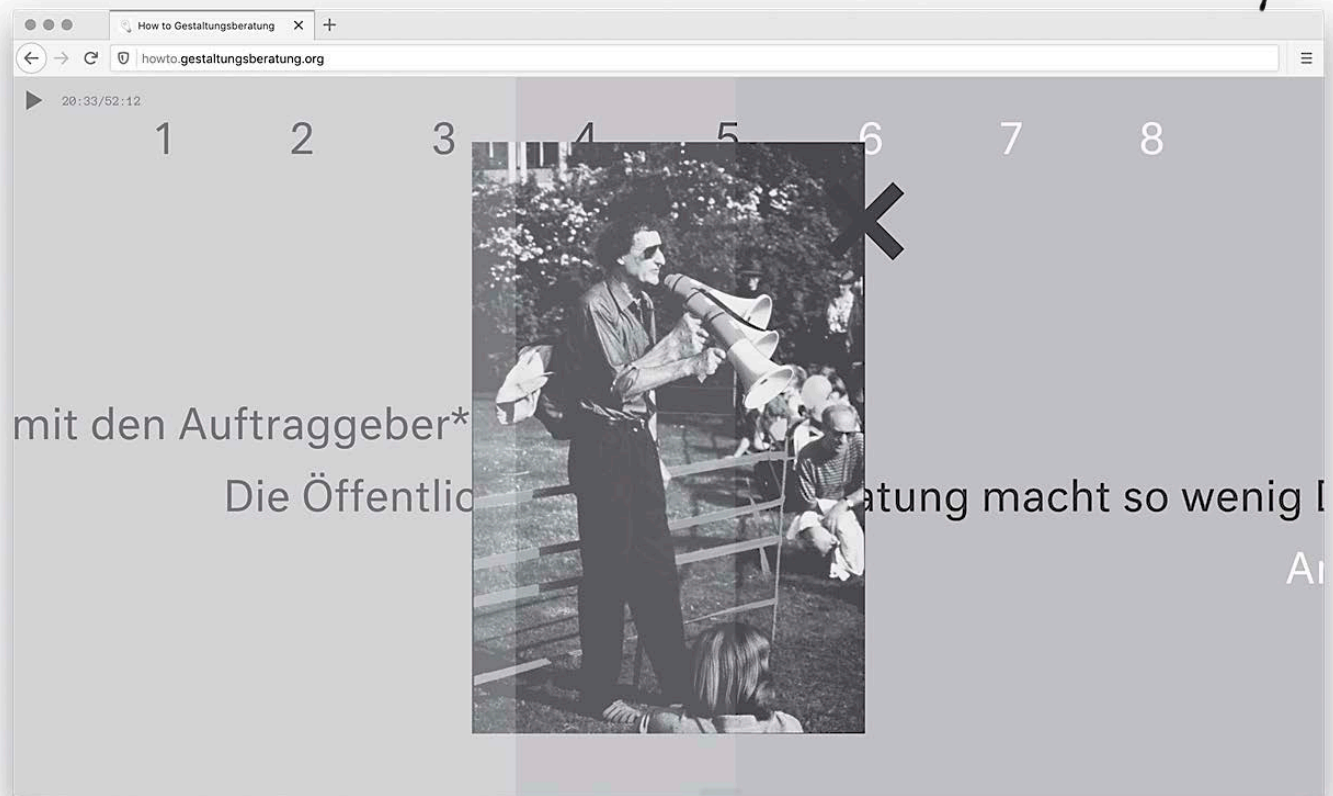 How to Gestaltungsberatung
howto.gestaltungsberatung.org
20:33/52:12
1 2 3 4 5 6 7 8
mit den Auftraggeber*
Die Öffentlic atung macht so wenig